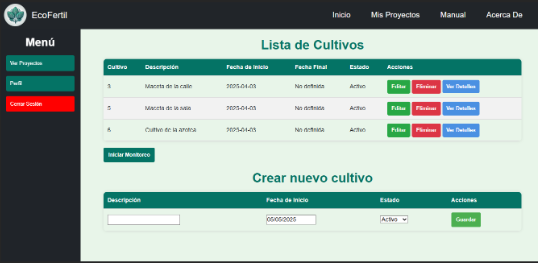 EcoFertil
Inicio Mis Proyectos Manual Acerca De
Menú
Ver Proyectos
Perfil
Cerrar Sesión
Lista de Cultivos
Cultivo Descripción Fecha de Inicio Fecha Final Estado Acciones
3 Maceta de la calle 2025-04-03 No definida Activo Editar Eliminar Ver Detalles
5 Maceta de la sala 2025-04-03 No definida Activo Editar Eliminar Ver Detalles
6 Cultivo de la azotea 2025-04-03 No definida Activo Editar Eliminar Ver Detalles
Iniciar Monitoreo
Crear nuevo cultivo
Descripción Fecha de Inicio Estado Acciones
05/05/2025 Activo Guardar